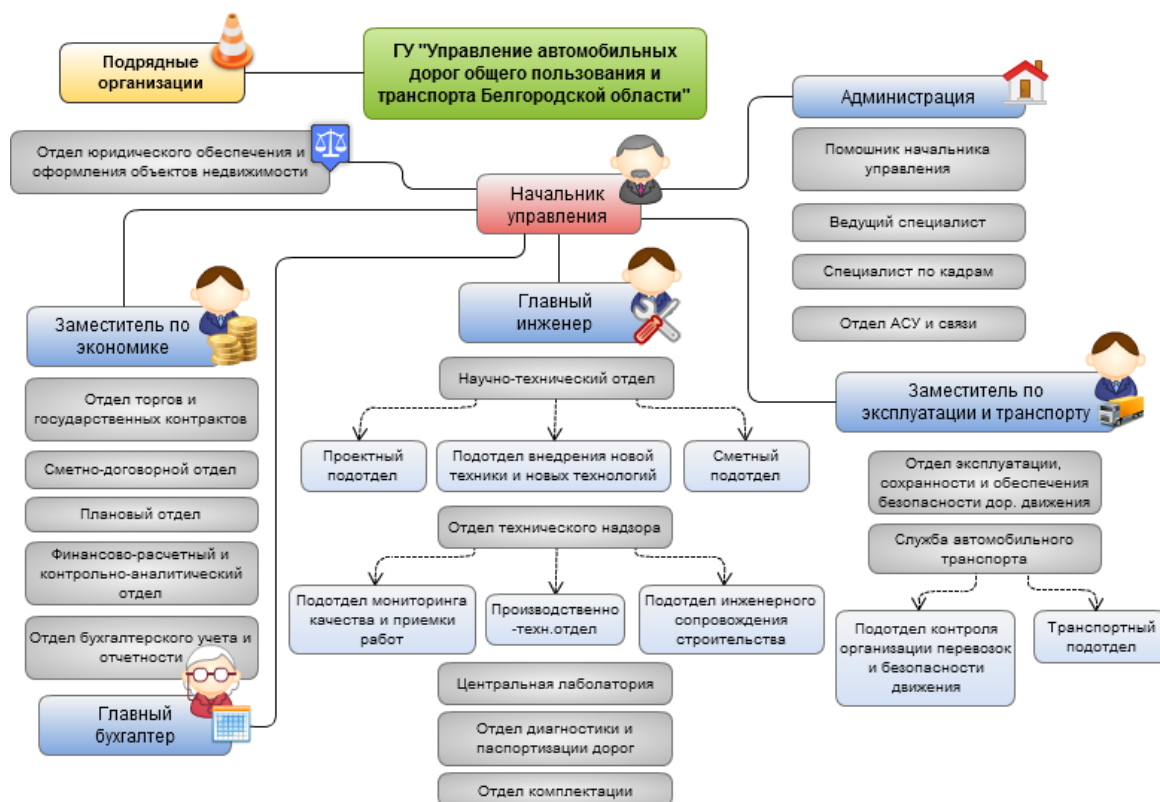 Подрядные
организации
ГУ "Управление автомобильных
дорог общего пользования и
транспорта Белгородской области"
Администрация
Отдел юридического обеспечения и
оформления объектов недвижимости
Начальник
управления
Помошник начальника
управления
Ведущий специалист
Специалист по кадрам
Отдел АСУ и связи
Заместитель по
экономике
Главный
инженер
Заместитель по
эксплуатации и транспорту
Отдел торгов и
государственных контрактов
Сметно-договорной отдел
Плановый отдел
Финансово-расчетный и
контрольно-аналитический
отдел
Отдел бухгалтерского учета и
отчетности
Главный
бухгалтер
Научно-технический отдел
Проектный
подотдел
Подотдел внедрения новой
техники и новых технологий
Сметный
подотдел
Отдел технического надзора
Подотдел мониторинга
качества и приемки
работ
Производственно
-техн.отдел
Подотдел инженерного
сопровождения
строительства
Центральная лаболатория
Отдел диагностики и
паспортизации дорог
Отдел комплектации
Отдел эксплуатации,
сохранности и обеспечения
безопасности дор. движения
Служба автомобильного
транспорта
Подотдел контроля
организации перевозок
и безопасности
движения
Транспортный
подотдел